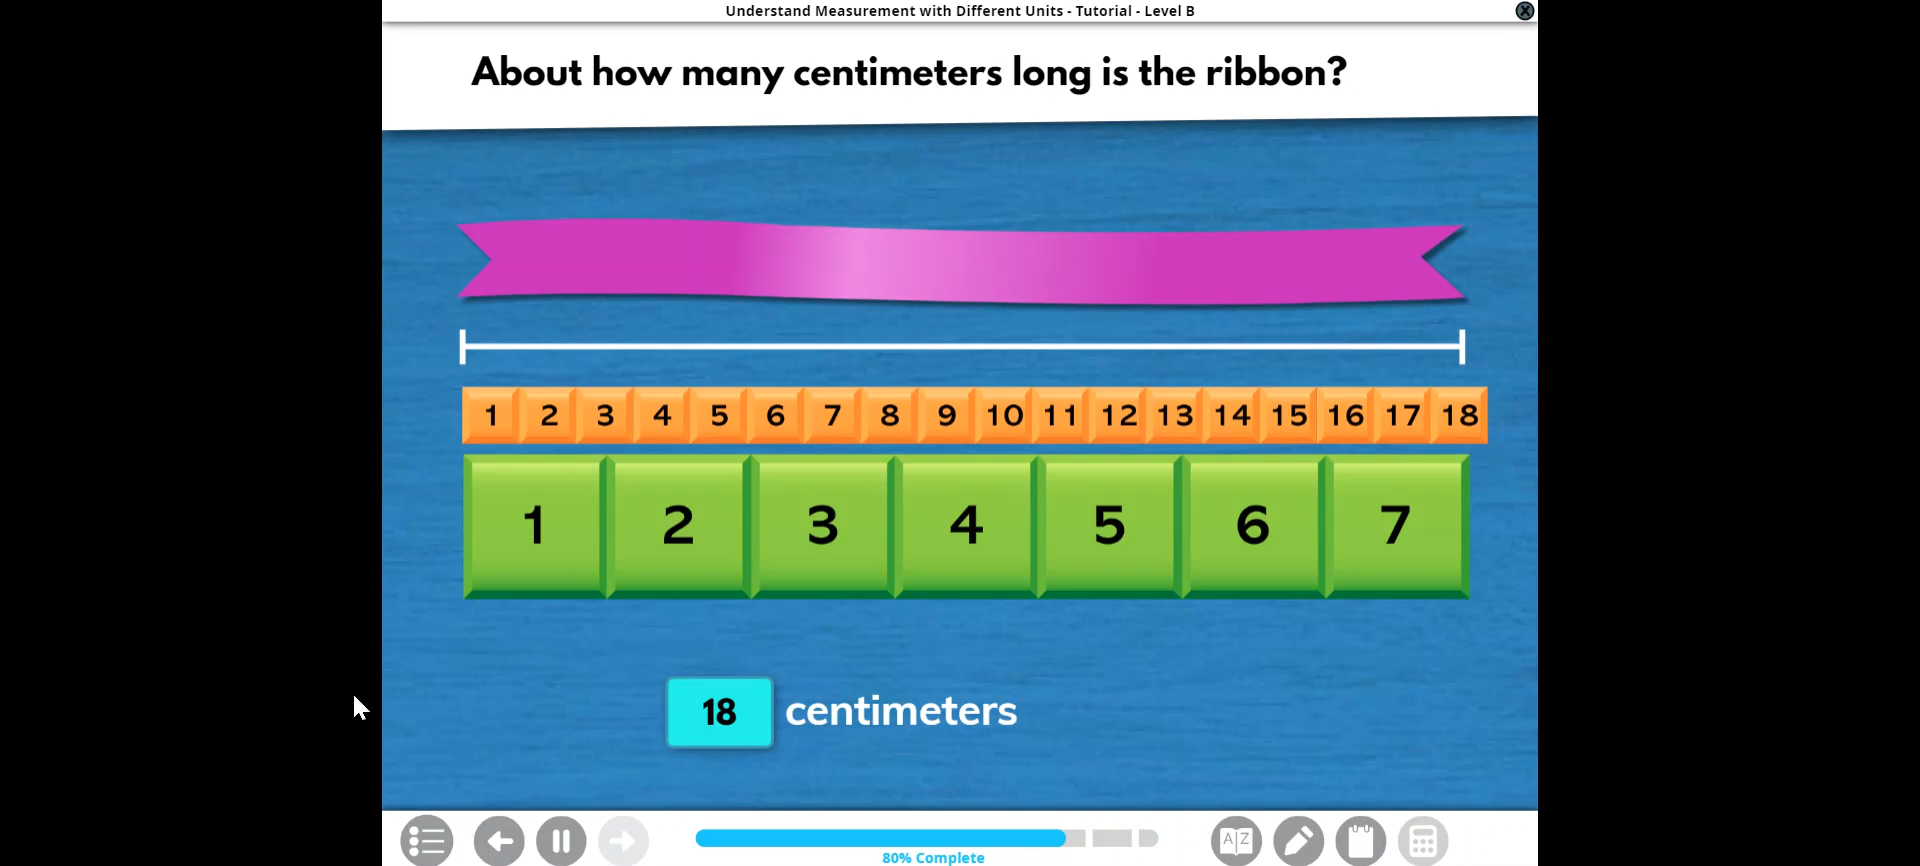 Understand Measurement with Different Units - Tutorial - Level B
About how many centimeters long is the ribbon?
1 2 3 4 5 6 7 8 9 10 11 12 13 14 15 16 17 18
1 2 3 4 5 6 7
18 centimeters
A Z
80% Complete